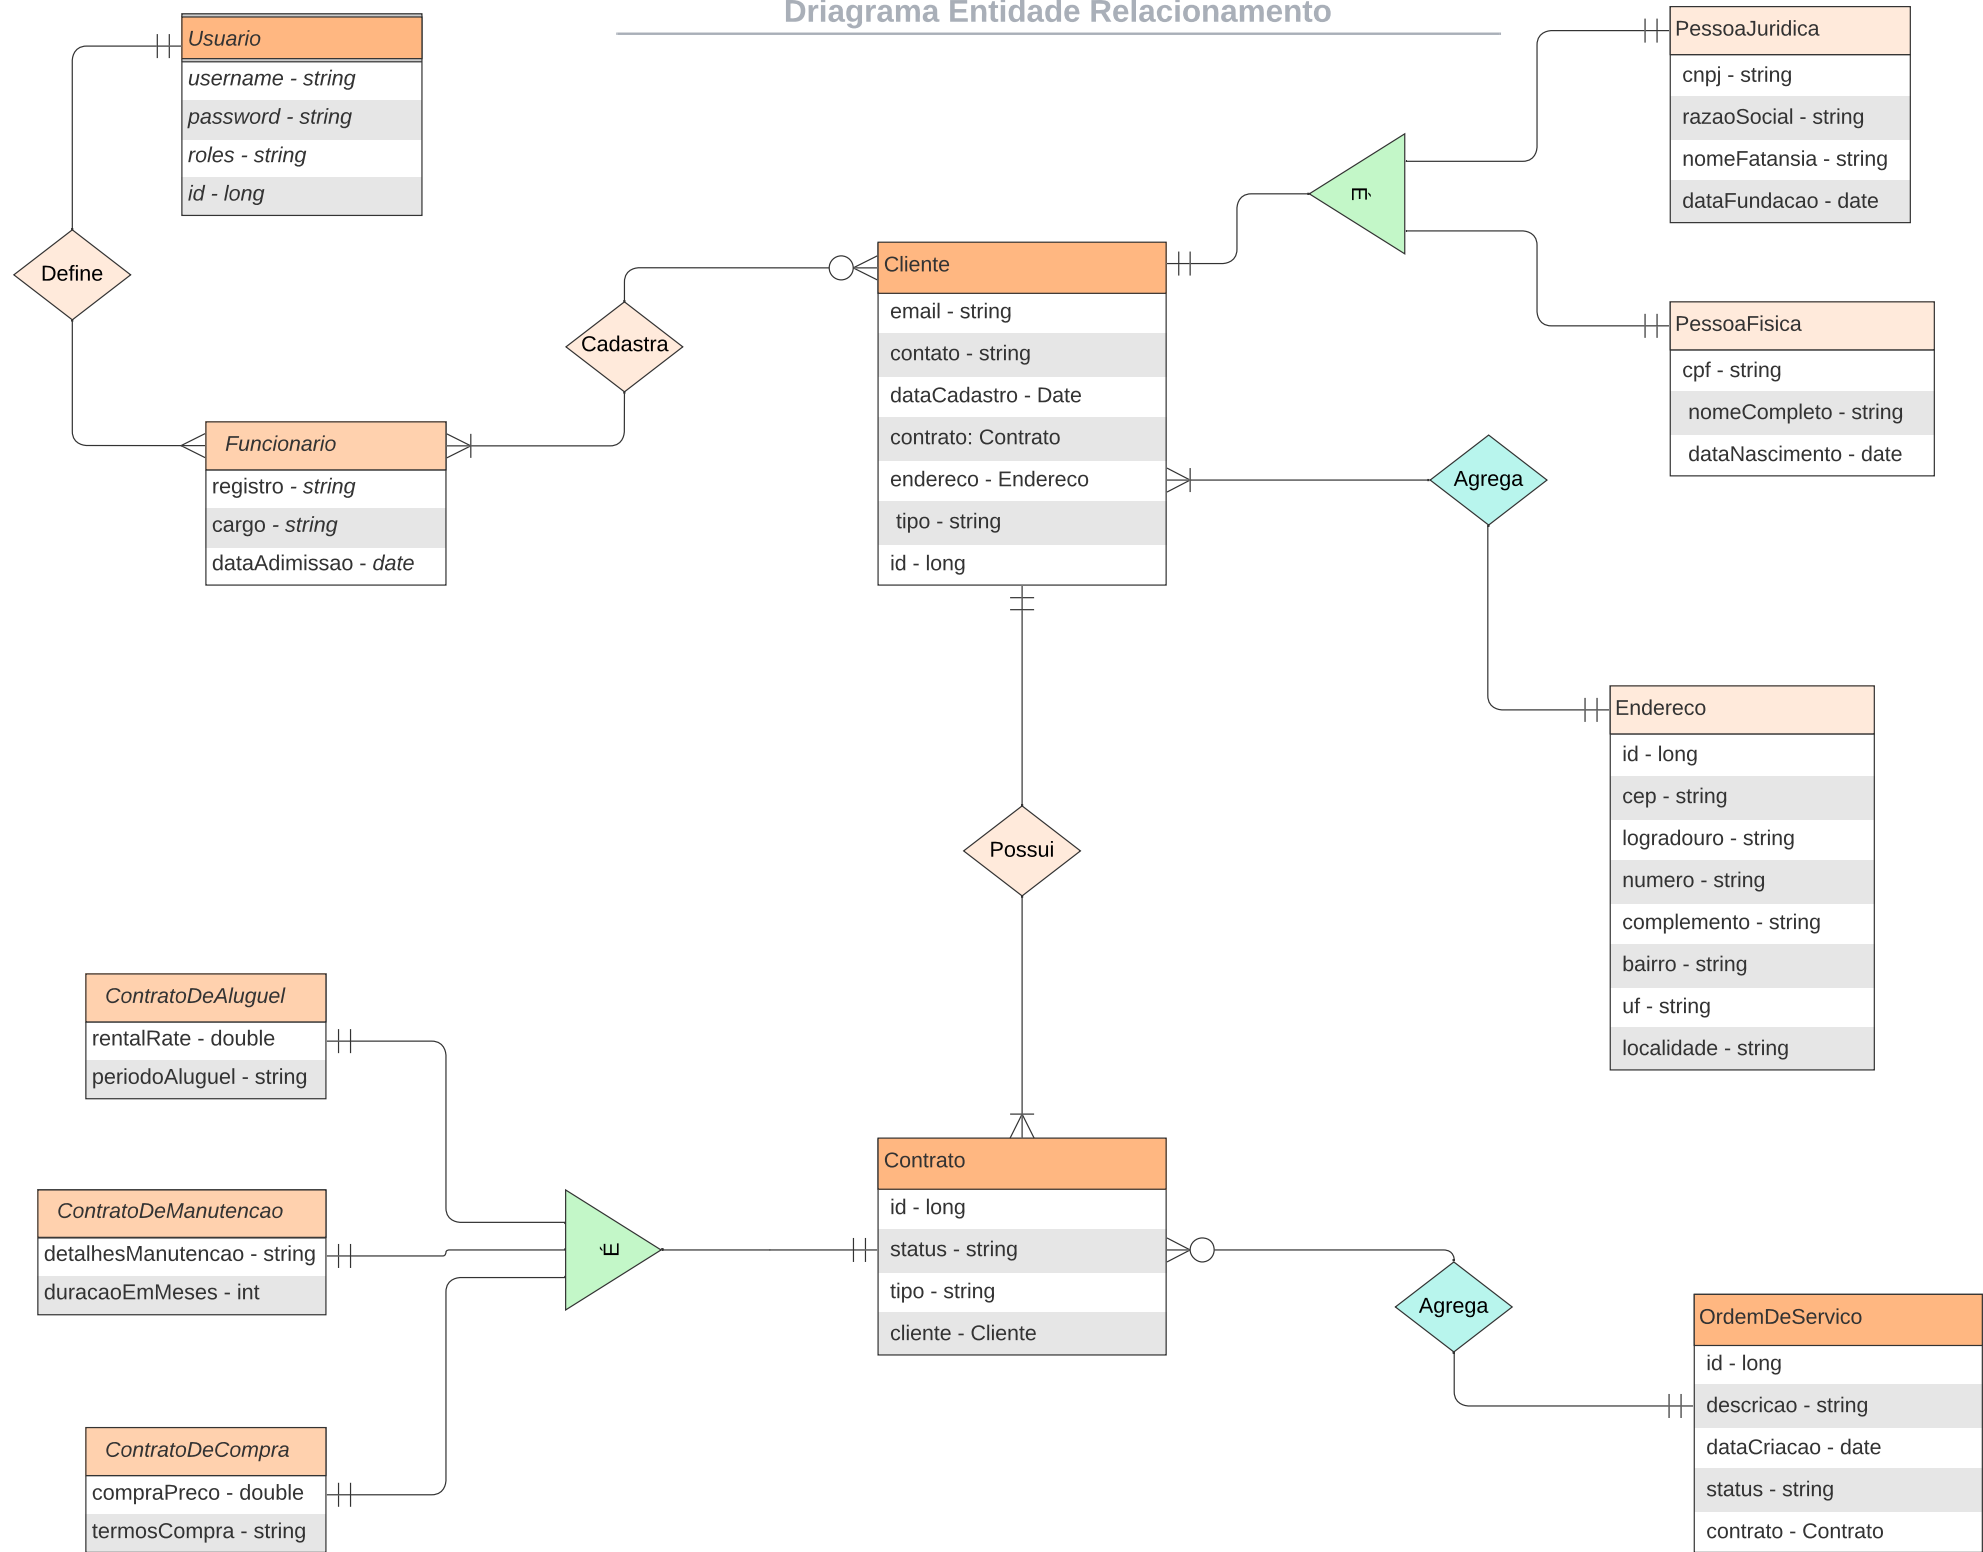 Driagrama Entidade Relacionamento
Usuario
username - string
password - string
roles - string
id - long
Define
Funcionario
registro - string
cargo - string
dataAdimissao - date
Cadastra
Cliente
email - string
contato - string
dataCadastro - Date
contrato: Contrato
endereco - Endereco
tipo - string
id - long
É
PessoaJuridica
cnpj - string
razaoSocial - string
nomeFatansia - string
dataFundacao - date
PessoaFisica
cpf - string
nomeCompleto - string
dataNascimento - date
Agrega
Endereco
id - long
cep - string
logradouro - string
numero - string
complemento - string
bairro - string
uf - string
localidade - string
Possui
ContratoDeAluguel
rentalRate - double
periodoAluguel - string
ContratoDeManutencao
detalhesManutencao - string
duracaoEmMeses - int
ContratoDeCompra
compraPreco - double
termosCompra - string
É
Contrato
id - long
status - string
tipo - string
cliente - Cliente
Agrega
OrdemDeServico
id - long
descricao - string
dataCriacao - date
status - string
contrato - Contrato